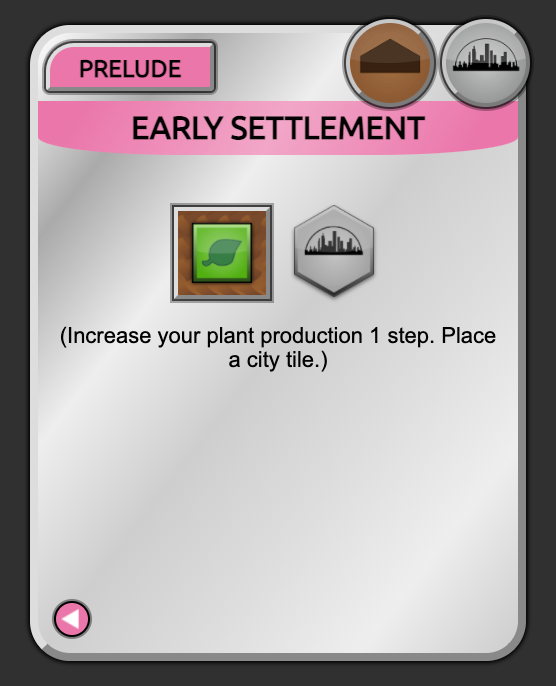 PRELUDE
EARLY SETTLEMENT
(Increase your plant production 1 step. Place
a city tile.)